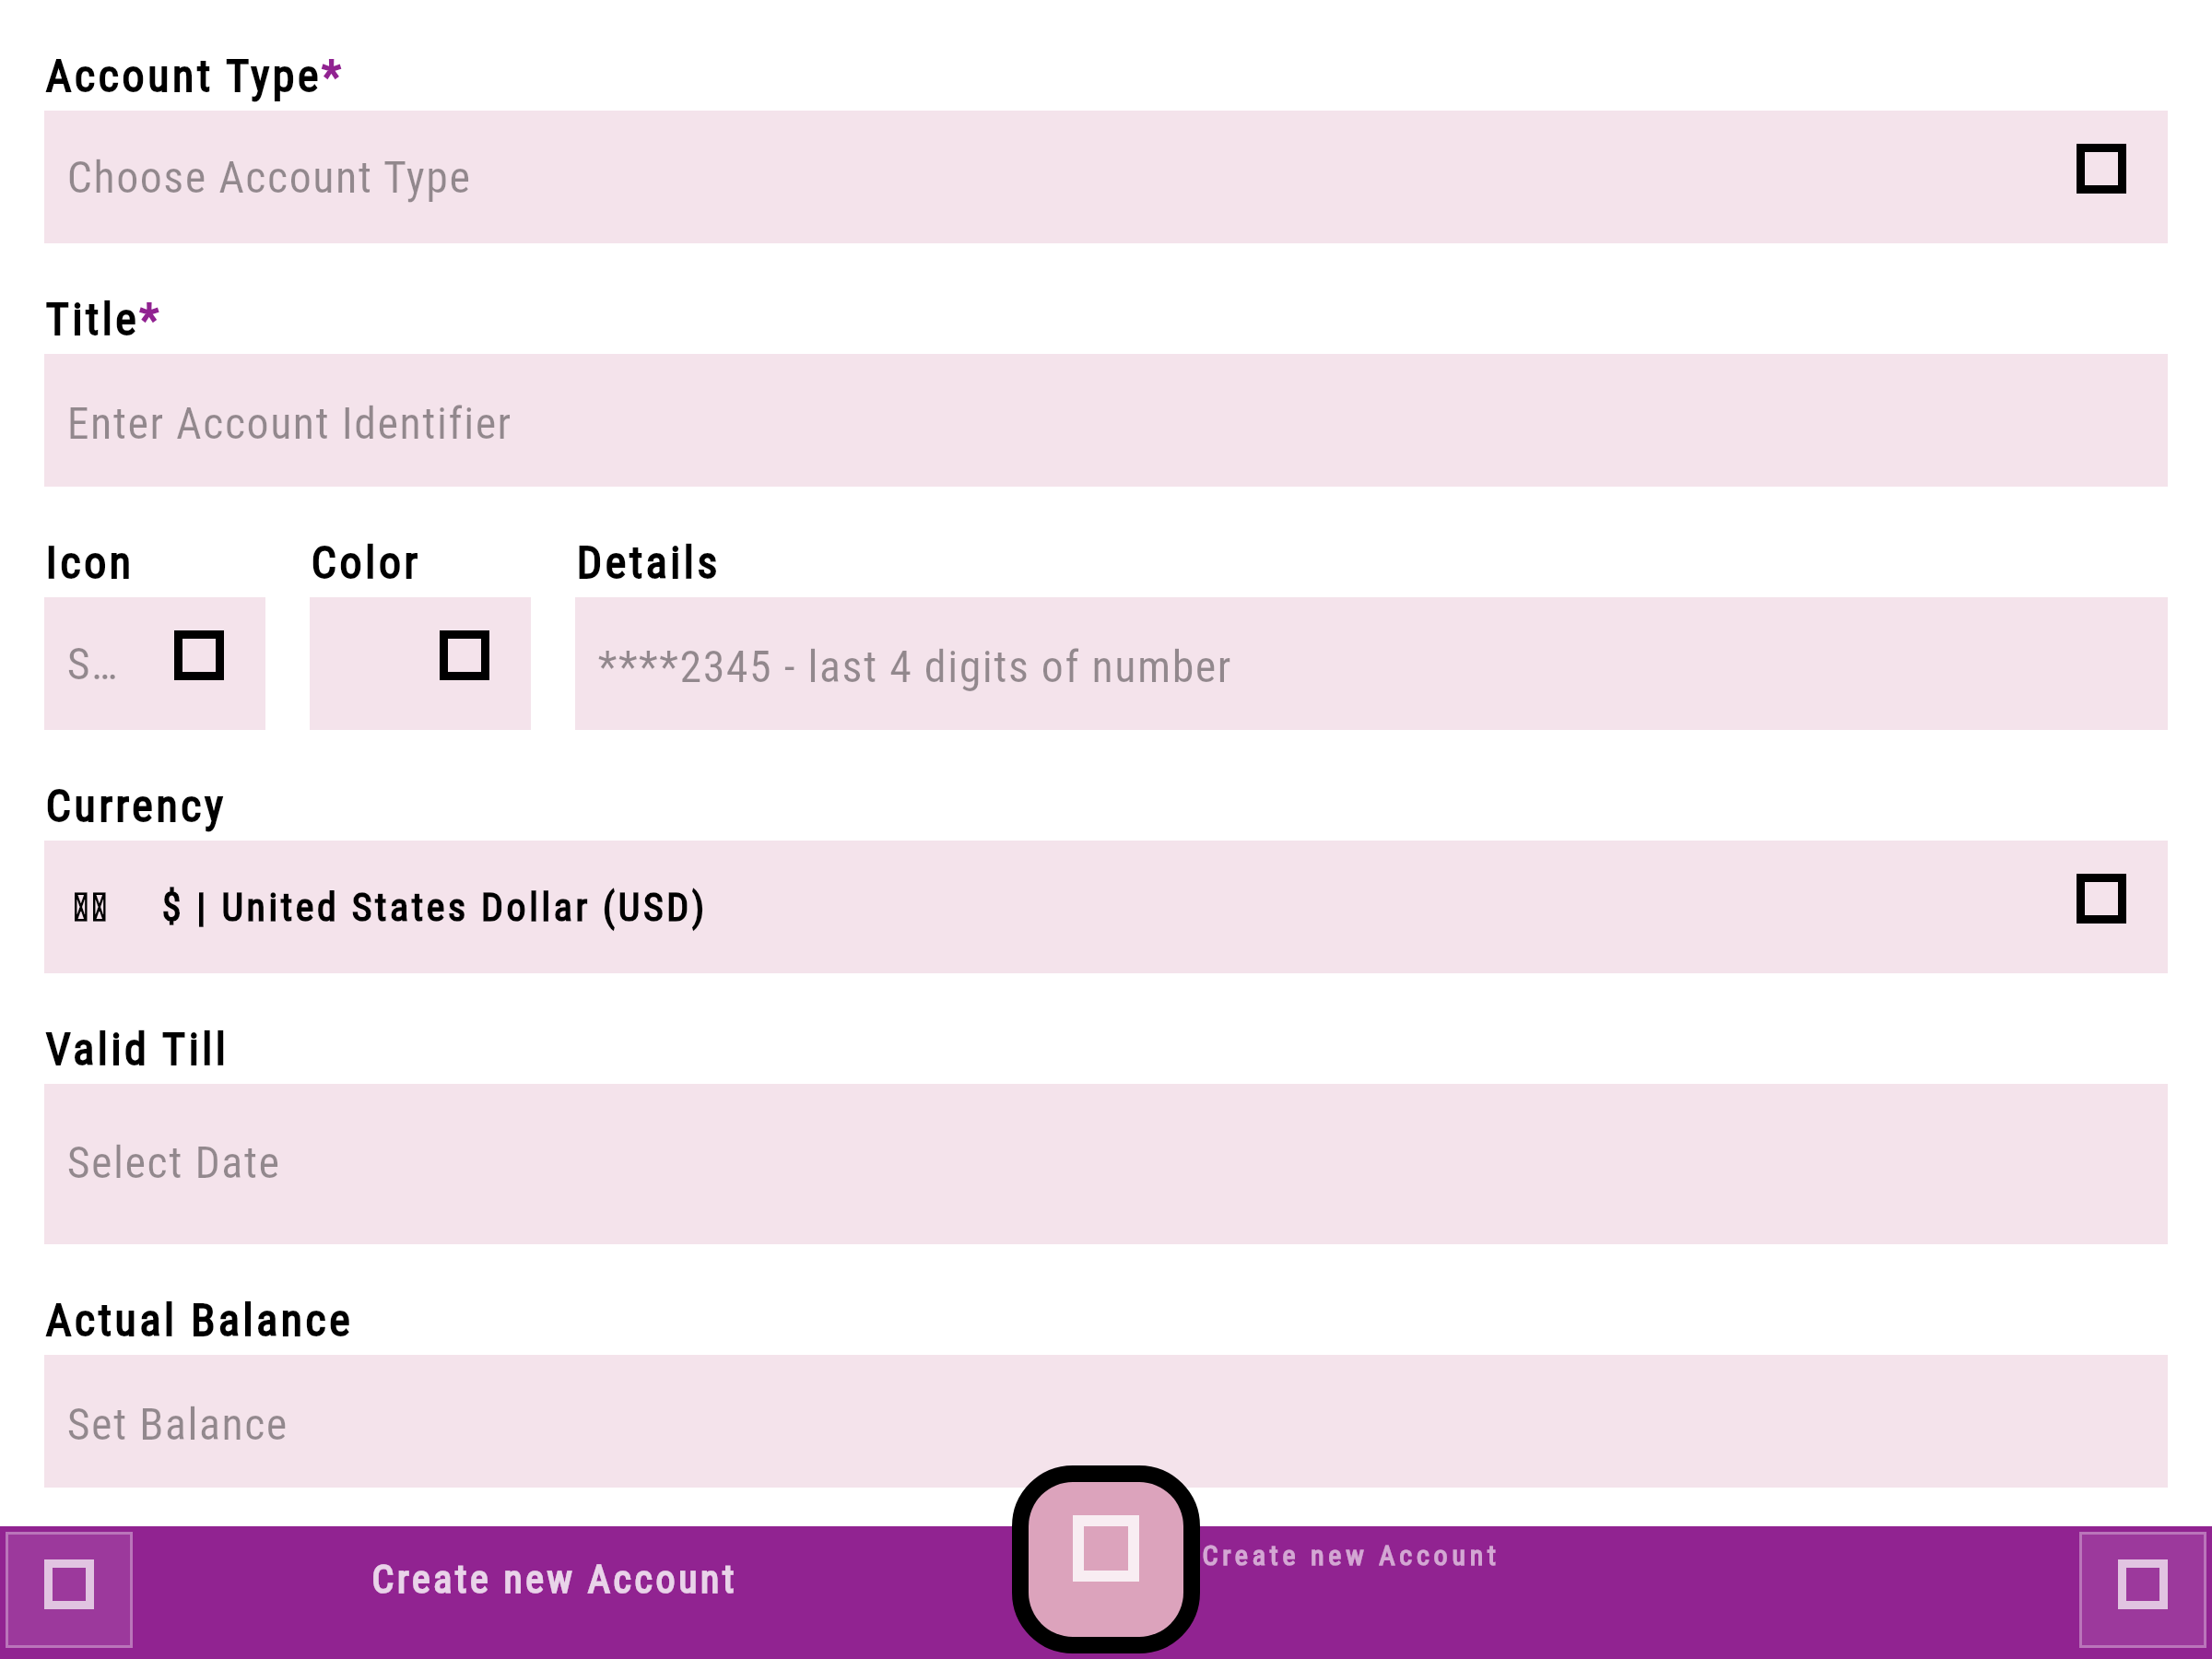 Account Type*
Choose Account Type
Title*
Enter Account Identifier
Icon Color Details
S… ****2345 - last 4 digits of number
Currency
$ | United States Dollar (USD)
Valid Till
Select Date
Actual Balance
Set Balance
Create new Account
Create new Account